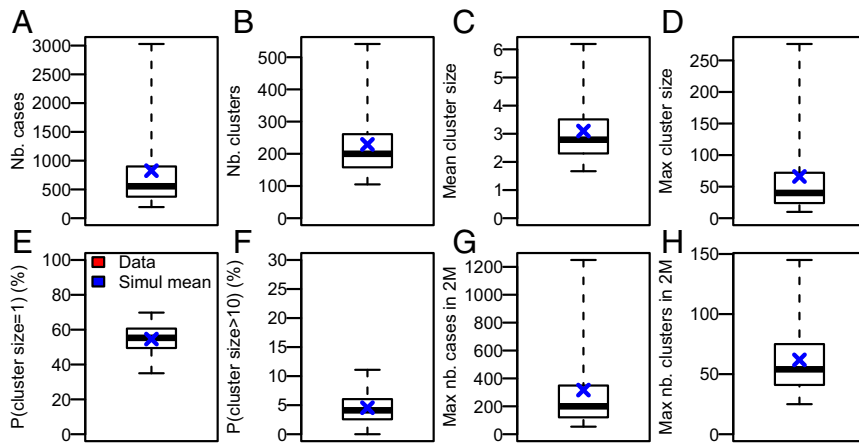 A
Nb. cases
3000
2500
2000
1500
1000
500
0
B
Nb. clusters
500
400
300
200
100
0
C
Mean cluster size
6
5
4
3
2
1
0
D
Max cluster size
250
200
150
100
50
0
E
P(cluster size=1) (%)
100
80
60
40
20
0
Data
Simul mean
F
P(cluster size>10) (%)
30
25
20
15
10
5
0
G
Max nb. cases in 2M
1200
1000
800
600
400
200
0
H
Max nb. clusters in 2M
150
100
50
0